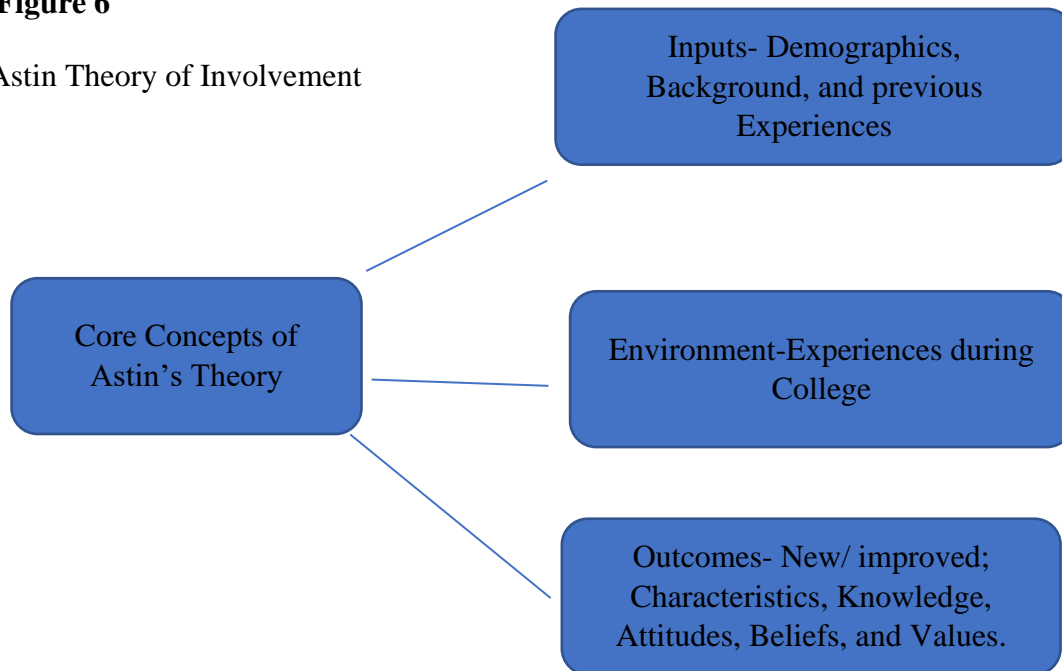 Figure 6
Astin Theory of Involvement
Inputs- Demographics,
Background, and previous
Experiences
Core Concepts of
Astin’s Theory
Environment-Experiences during
College
Outcomes- New/ improved;
Characteristics, Knowledge,
Attitudes, Beliefs, and Values.